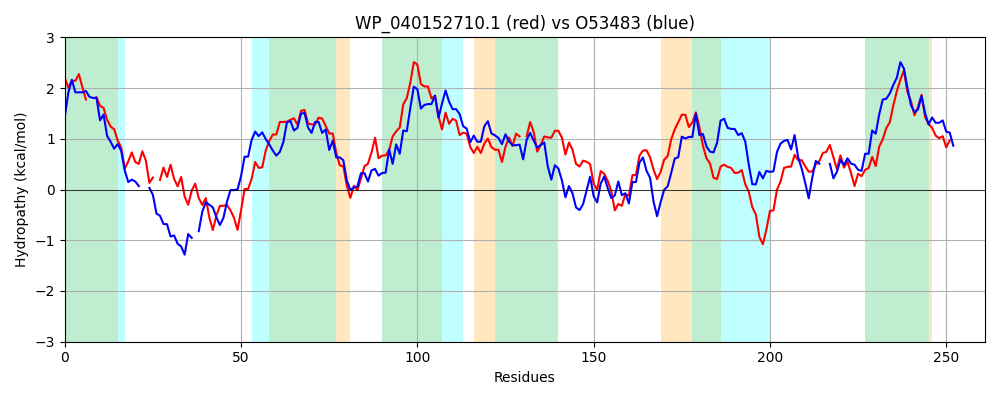 WP_040152710.1 (red) vs O53483 (blue)
Hydropathy (kcal/mol)
3
2
1
0
−1
−2
−3
0 50 100 150 200 250
Residues